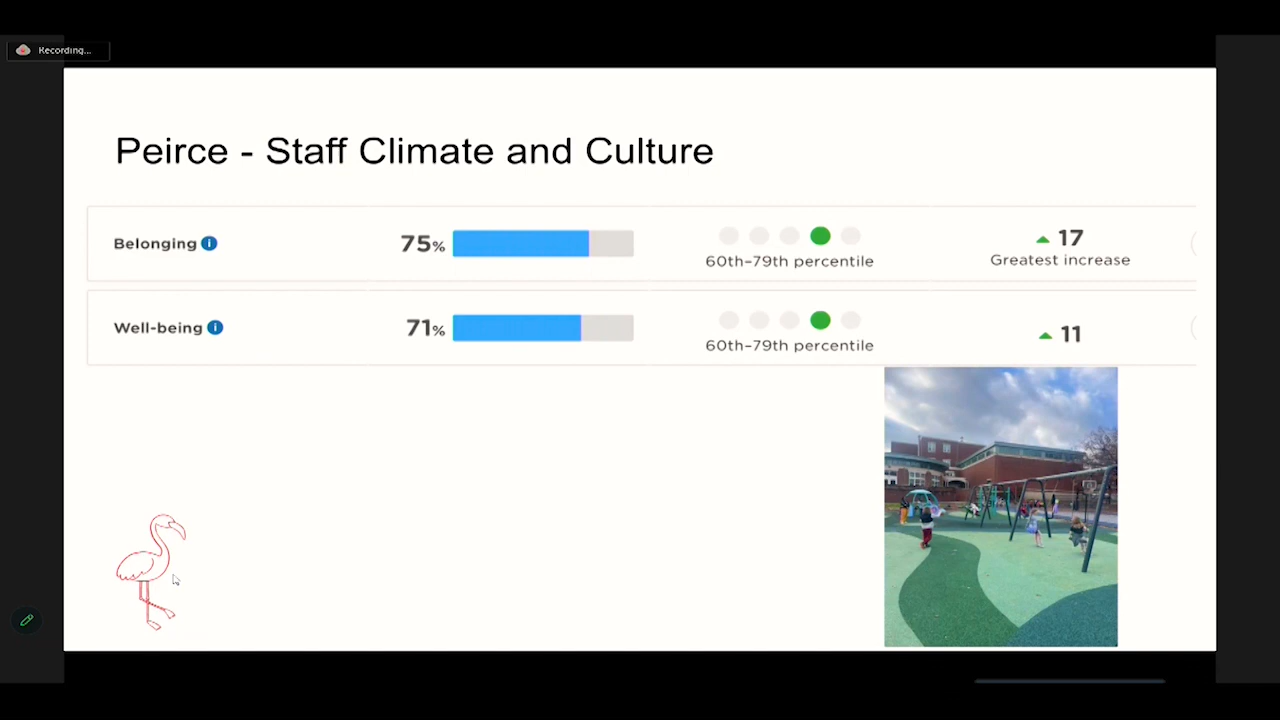 Recording...
Peirce - Staff Climate and Culture
Belonging i 75% 60th–79th percentile 17 Greatest increase
Well-being i 71% 60th–79th percentile 11